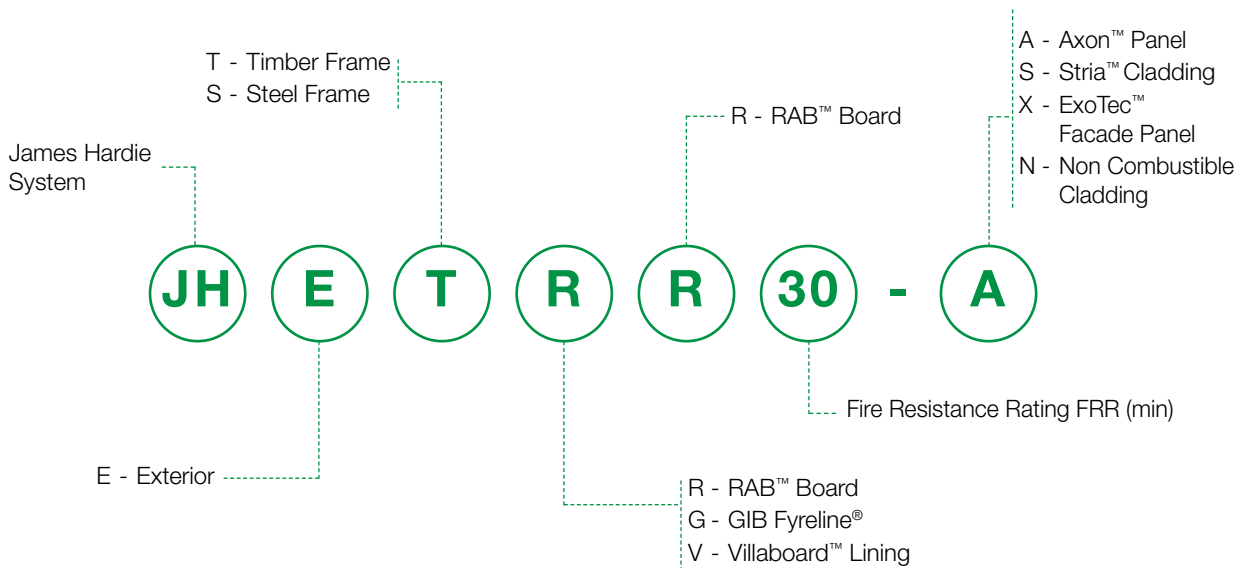 T - Timber Frame
S - Steel Frame
A - Axon™ Panel
S - Stria™ Cladding
X - ExoTec™
Facade Panel
N - Non Combustible
Cladding
R - RAB™ Board
James Hardie
System
JH E T R R 30 - A
Fire Resistance Rating FRR (min)
E - Exterior
R - RAB™ Board
G - GIB Fyreline®
V - Villaboard™ Lining